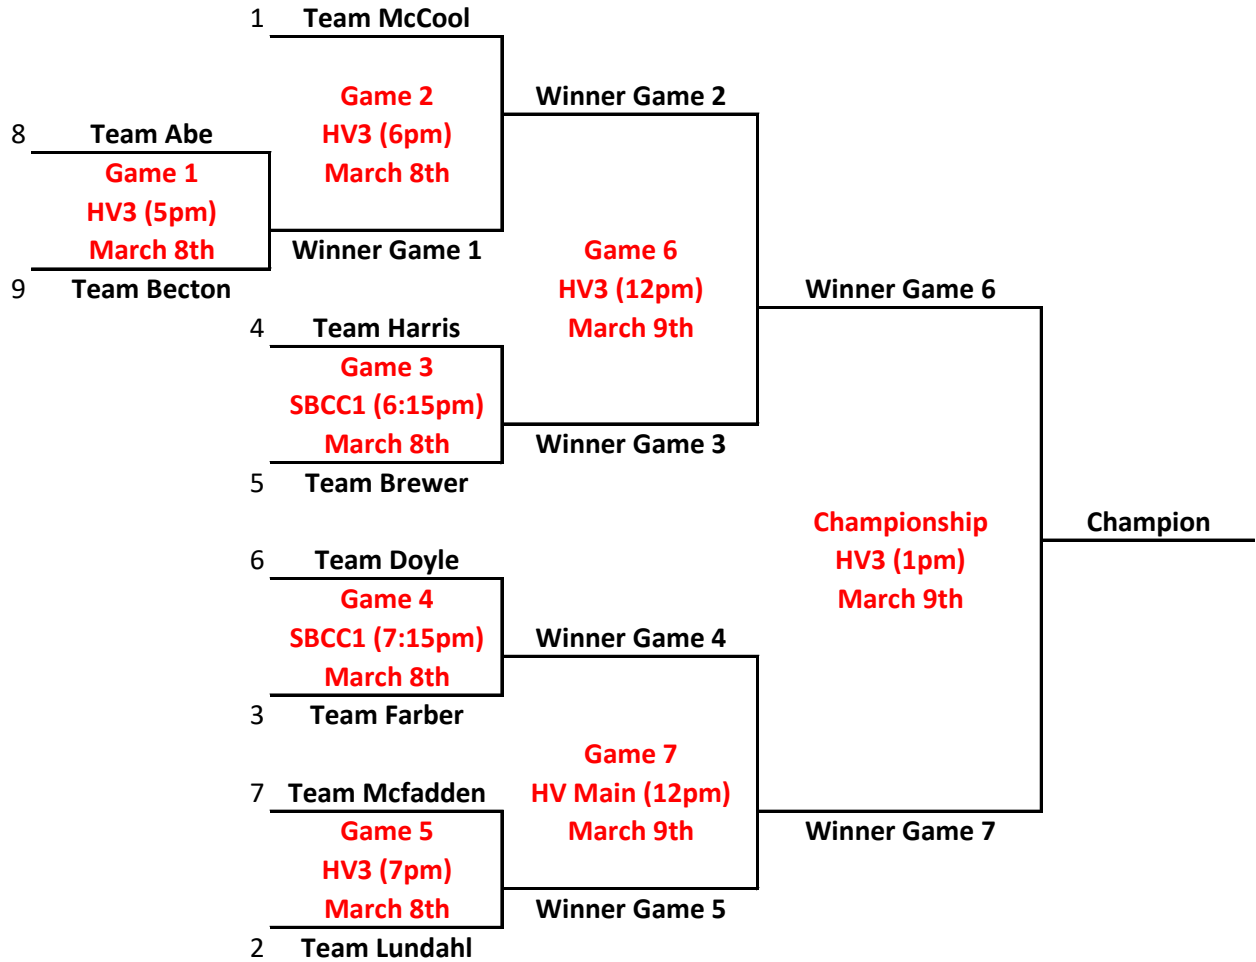 1 Team McCool
Game 2
HV3 (6pm)
March 8th
Winner Game 2
8 Team Abe
Game 1
HV3 (5pm)
March 8th
9 Team Becton
Winner Game 1
Game 6
HV3 (12pm)
March 9th
Winner Game 6
4 Team Harris
Game 3
SBCC1 (6:15pm)
March 8th
5 Team Brewer
Winner Game 3
Championship
HV3 (1pm)
March 9th
Champion
6 Team Doyle
Game 4
SBCC1 (7:15pm)
March 8th
3 Team Farber
Winner Game 4
Game 7
HV Main (12pm)
March 9th
Winner Game 7
7 Team Mcfadden
Game 5
HV3 (7pm)
March 8th
2 Team Lundahl
Winner Game 5